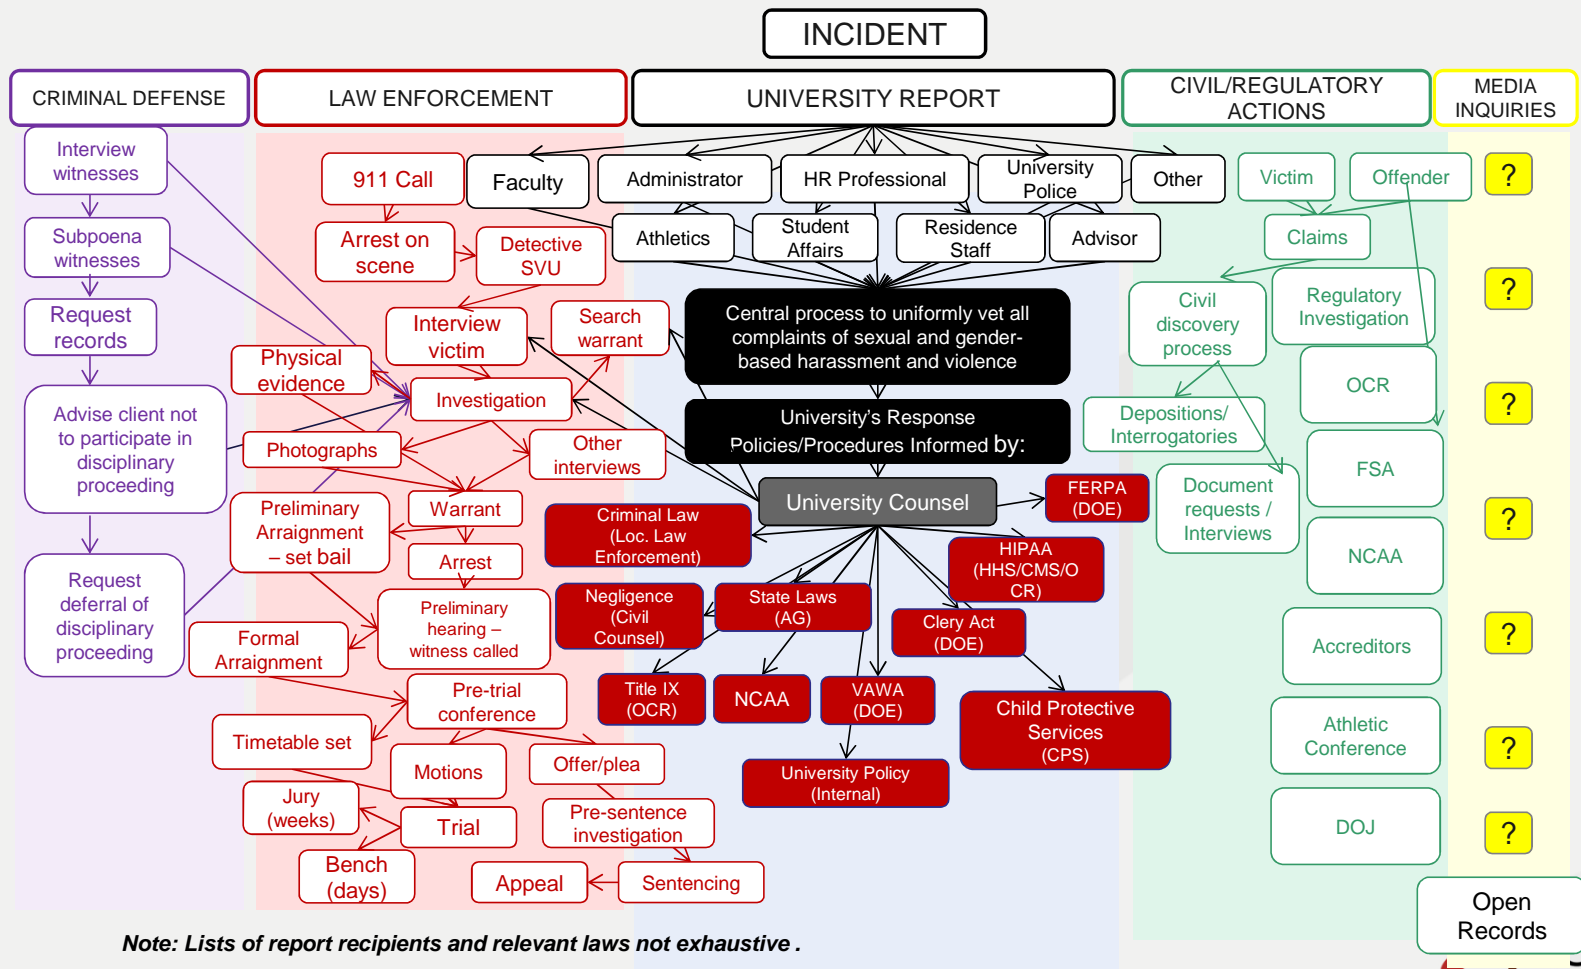 INCIDENT
CRIMINAL DEFENSE
LAW ENFORCEMENT
UNIVERSITY REPORT
CIVIL/REGULATORY
ACTIONS
MEDIA
INQUIRIES
Interview
witnesses
Subpoena
witnesses
Request
records
Advise client not
to participate in
disciplinary
proceeding
Request
deferral of
disciplinary
proceeding
911 Call
Arrest on
scene
Detective
SVU
Interview
victim
Search
warrant
Physical
evidence
Investigation
Photographs
Other
interviews
Warrant
Preliminary
Arraignment
– set bail
Arrest
Preliminary
hearing –
witness called
Formal
Arraignment
Pre-trial
conference
Timetable set
Motions
Offer/plea
Jury
(weeks)
Trial
Pre-sentence
investigation
Bench
(days)
Appeal
Sentencing
Faculty
Administrator
HR Professional
University
Police
Other
Athletics
Student
Affairs
Residence
Staff
Advisor
Central process to uniformly vet all
complaints of sexual and gender-
based harassment and violence
University's Response
Policies/Procedures Informed by:
University Counsel
FERPA
(DOE)
Criminal Law
(Loc. Law
Enforcement)
HIPAA
(HHS/CMS/O
CR)
Negligence
(Civil
Counsel)
State Laws
(AG)
Clery Act
(DOE)
Title IX
(OCR)
NCAA
VAWA
(DOE)
Child Protective
Services
(CPS)
University Policy
(Internal)
Victim
Offender
Claims
Civil
discovery
process
Regulatory
Investigation
OCR
Depositions/
Interrogatories
FSA
Document
requests /
Interviews
NCAA
Accreditors
Athletic
Conference
DOJ
?
?
?
?
?
?
?
Open
Records
Note: Lists of report recipients and relevant laws not exhaustive .